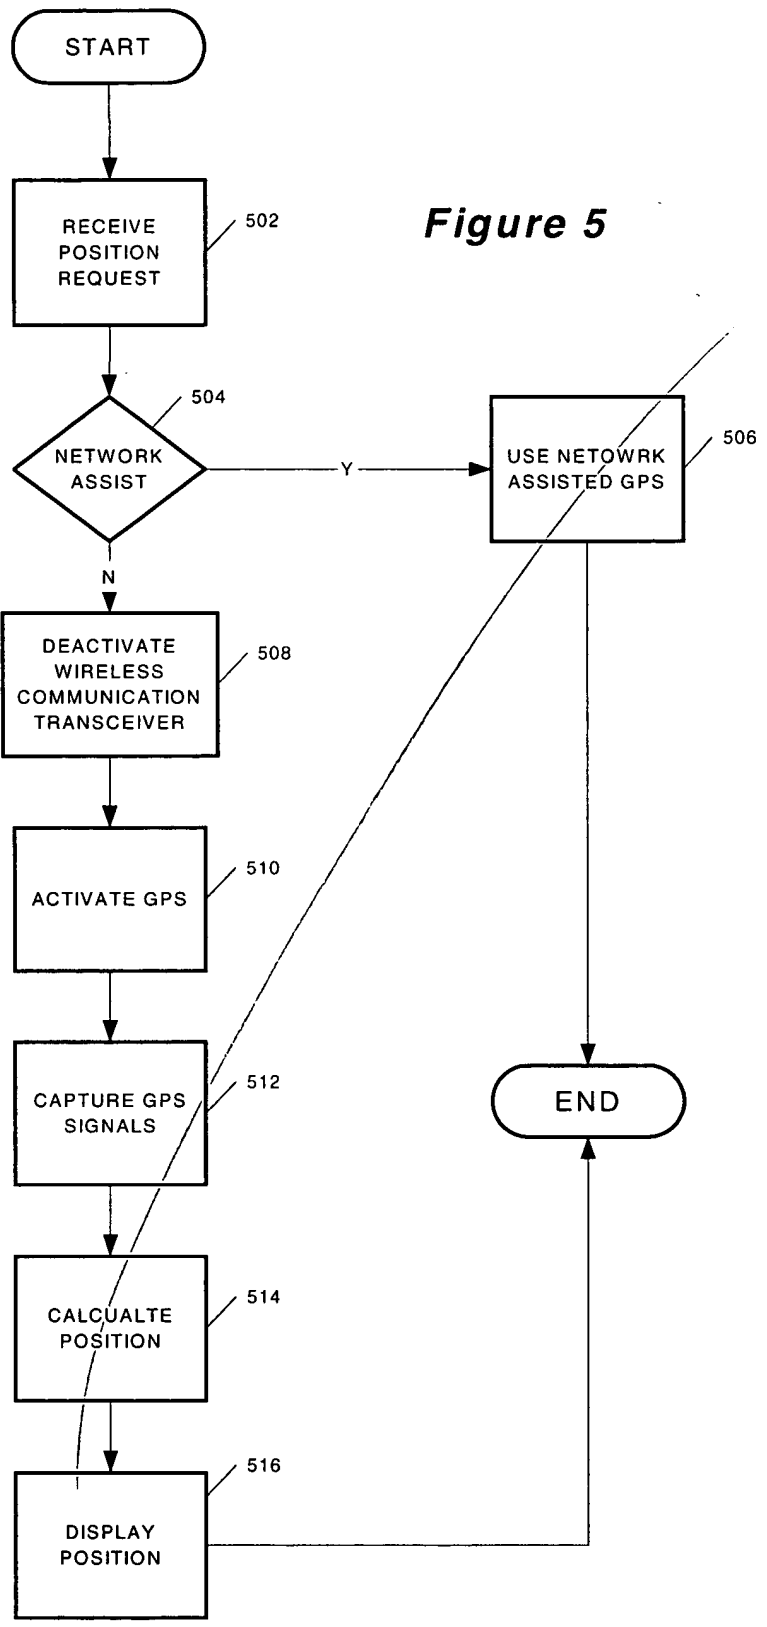 START
RECEIVE
POSITION
REQUEST
502
Figure 5
NETWORK
ASSIST
504
Y
USE NETOWRK
ASSISTED GPS
506
N
DEACTIVATE
WIRELESS
COMMUNICATION
TRANSCEIVER
508
ACTIVATE GPS
510
CAPTURE GPS
SIGNALS
512
END
CALCUALTE
POSITION
514
DISPLAY
POSITION
516